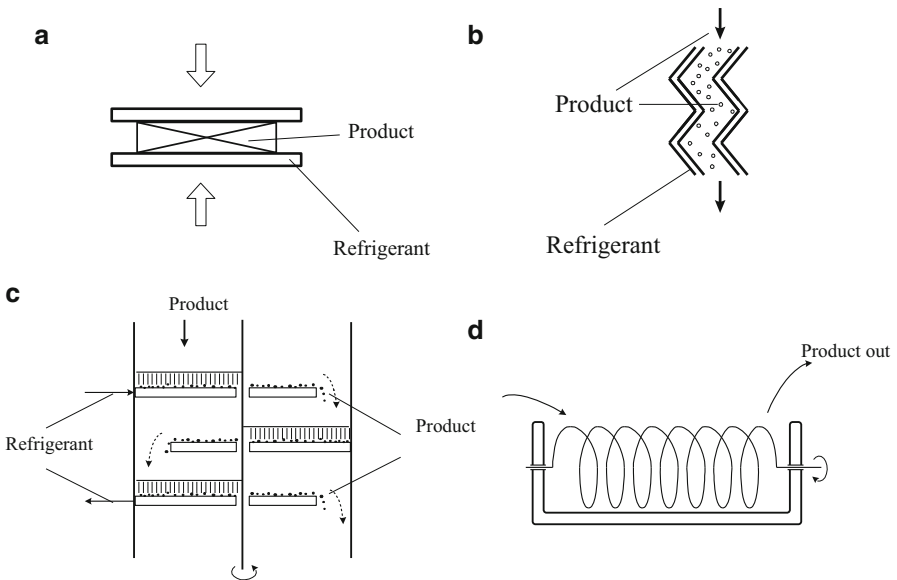 a
Product
Refrigerant
b
Product
Refrigerant
c
Product
Refrigerant
Product
d
Product out